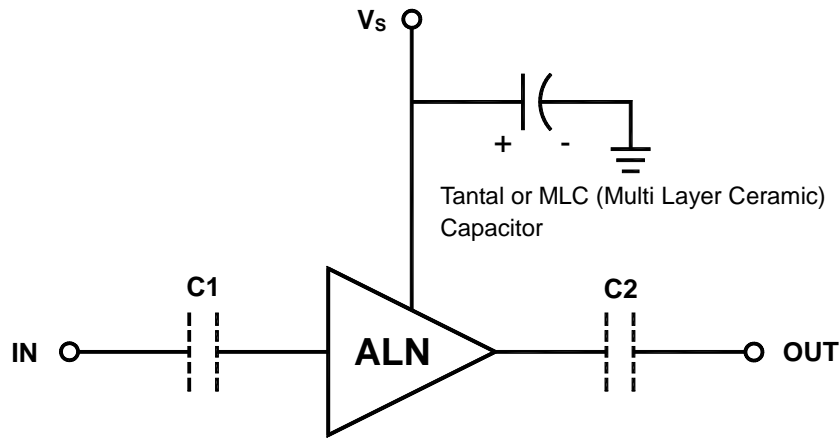 Vs
+ -
Tantal or MLC (Multi Layer Ceramic)
Capacitor
C1
C2
IN
ALN
OUT